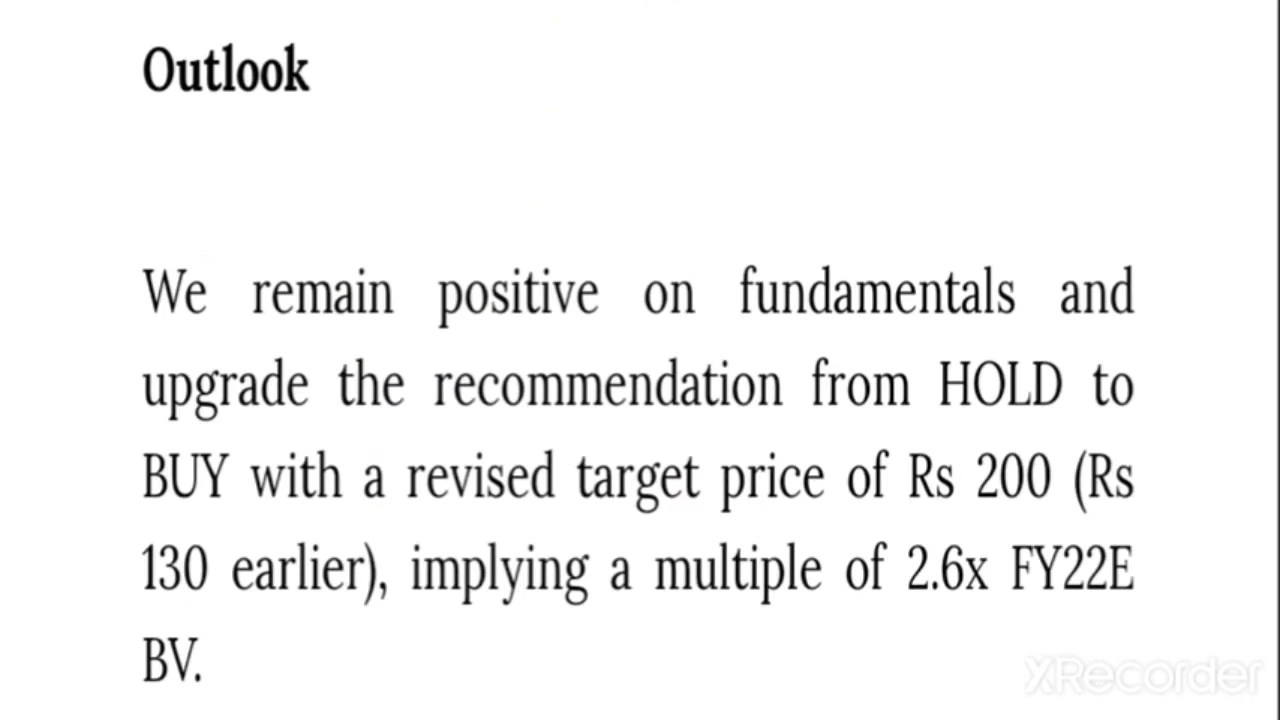 Outlook
We remain positive on fundamentals and
upgrade the recommendation from HOLD to
BUY with a revised target price of Rs 200 (Rs
130 earlier), implying a multiple of 2.6x FY22E
BV.
XRecorder